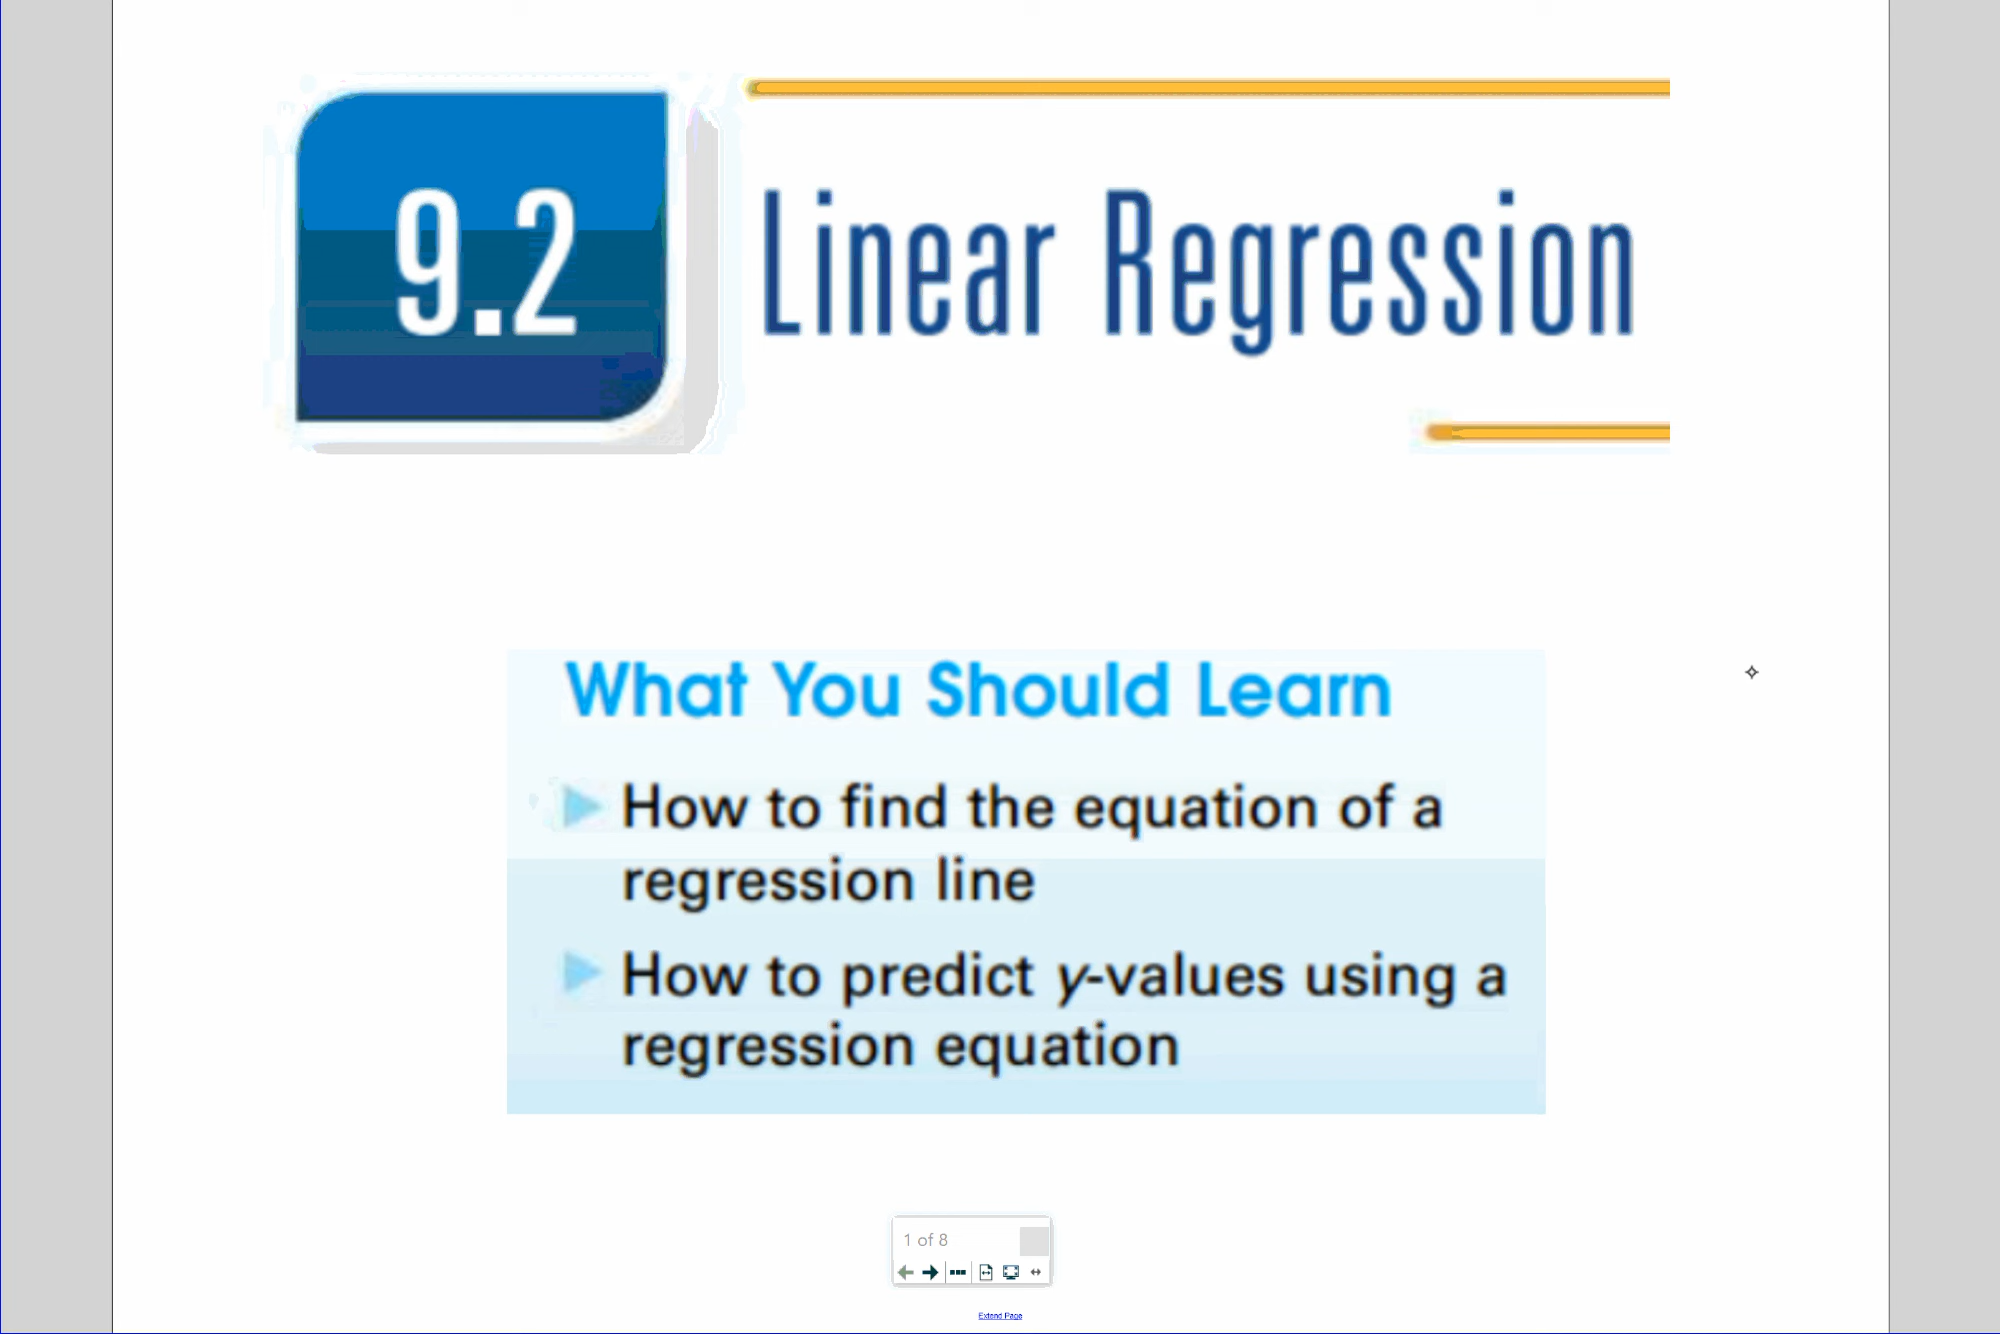 9.2 Linear Regression
What You Should Learn
How to find the equation of a
regression line
How to predict y-values using a
regression equation
1 of 8
Extend Page